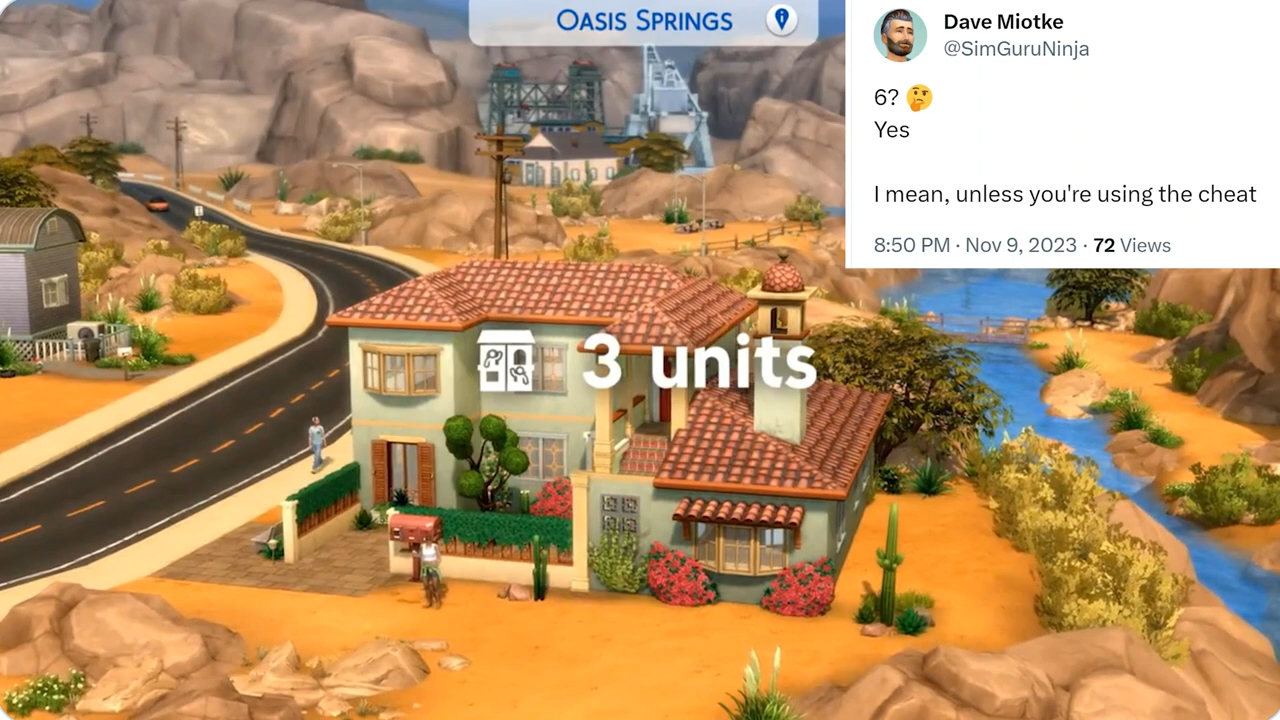 OASIS SPRINGS
3 units
Dave Miotke
@SimGuruNinja
6? 🤔
Yes
I mean, unless you're using the cheat
8:50 PM · Nov 9, 2023 · 72 Views